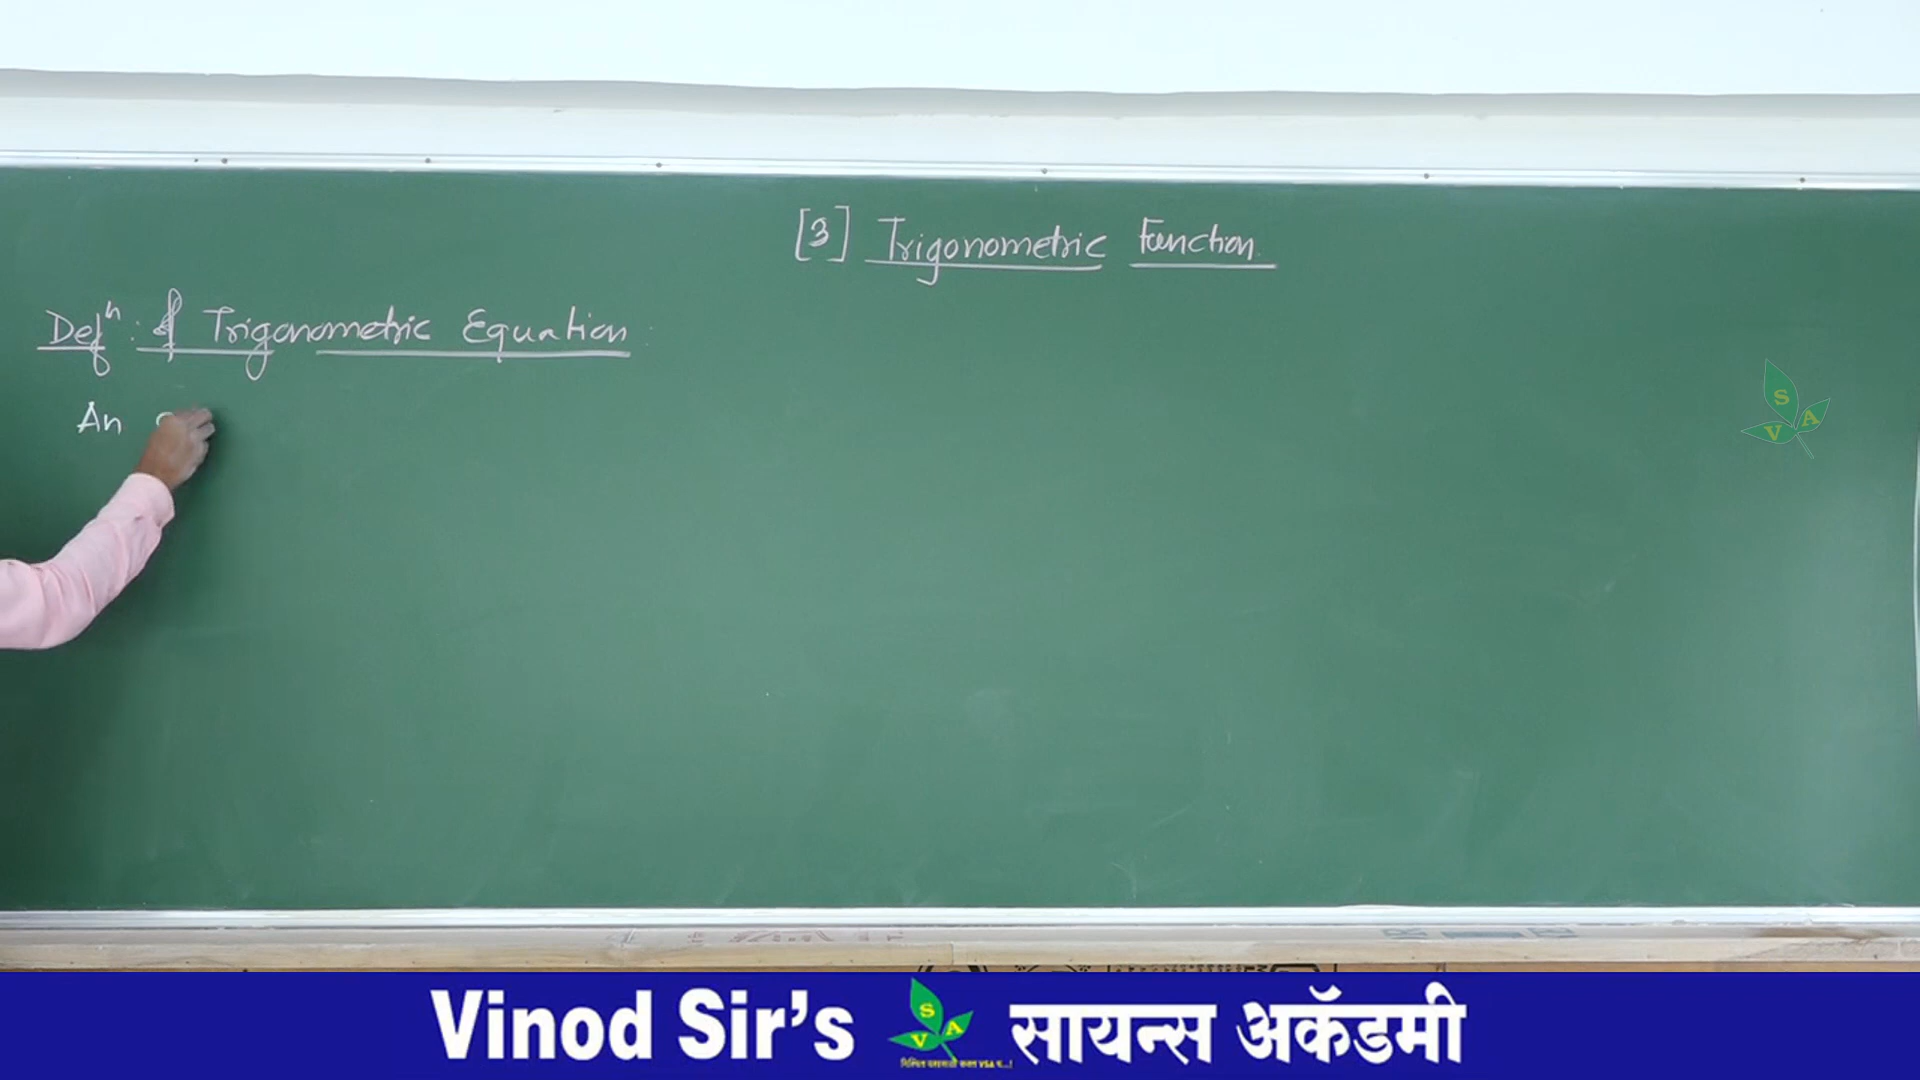 [3] Trigonometric Function
Defⁿ: of Trigonometric Equation
An
S
V A
Vinod Sir's
S
V A
सायन्स अकॅडमी